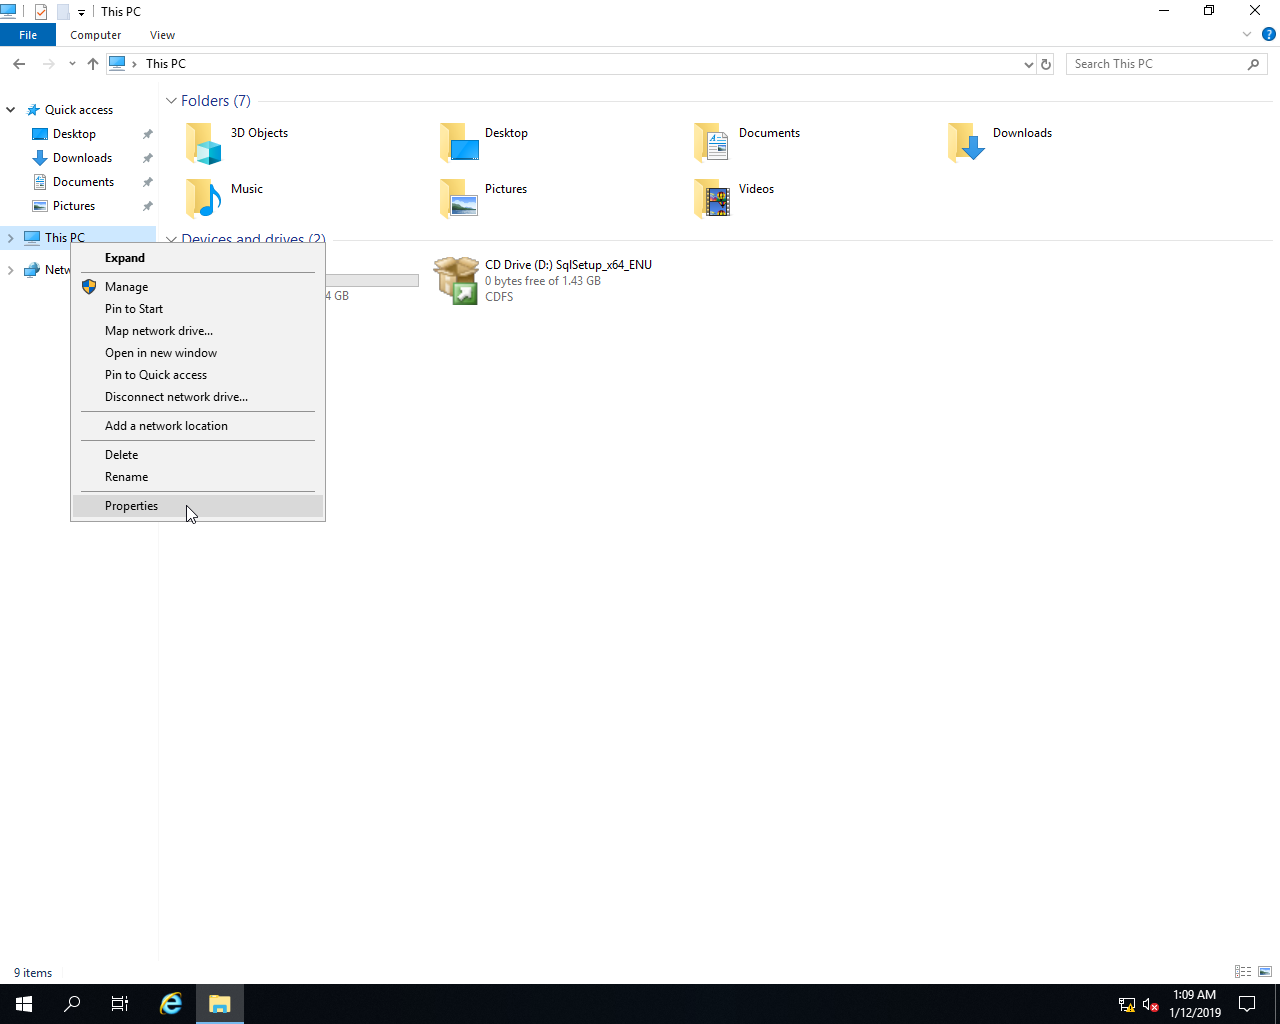 This PC
File
Computer
View
This PC
Search This PC
Quick access
Desktop
Downloads
Documents
Pictures
This PC
Netw
Folders (7)
3D Objects
Desktop
Documents
Downloads
Music
Pictures
Videos
Devices and drives (2)
4 GB
CD Drive (D:) SqlSetup_x64_ENU
0 bytes free of 1.43 GB
CDFS
Expand
Manage
Pin to Start
Map network drive...
Open in new window
Pin to Quick access
Disconnect network drive...
Add a network location
Delete
Rename
Properties
9 items
1:09 AM
1/12/2019